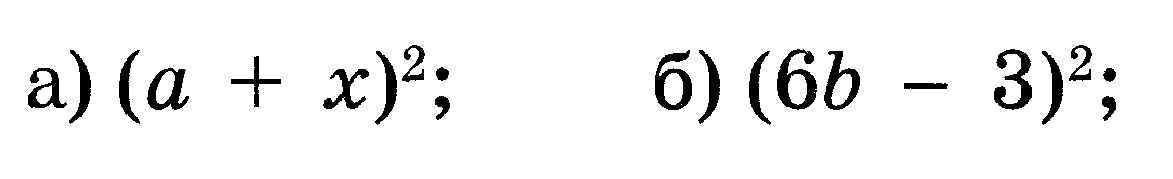 а) (a + x)²; б) (6b − 3)²;